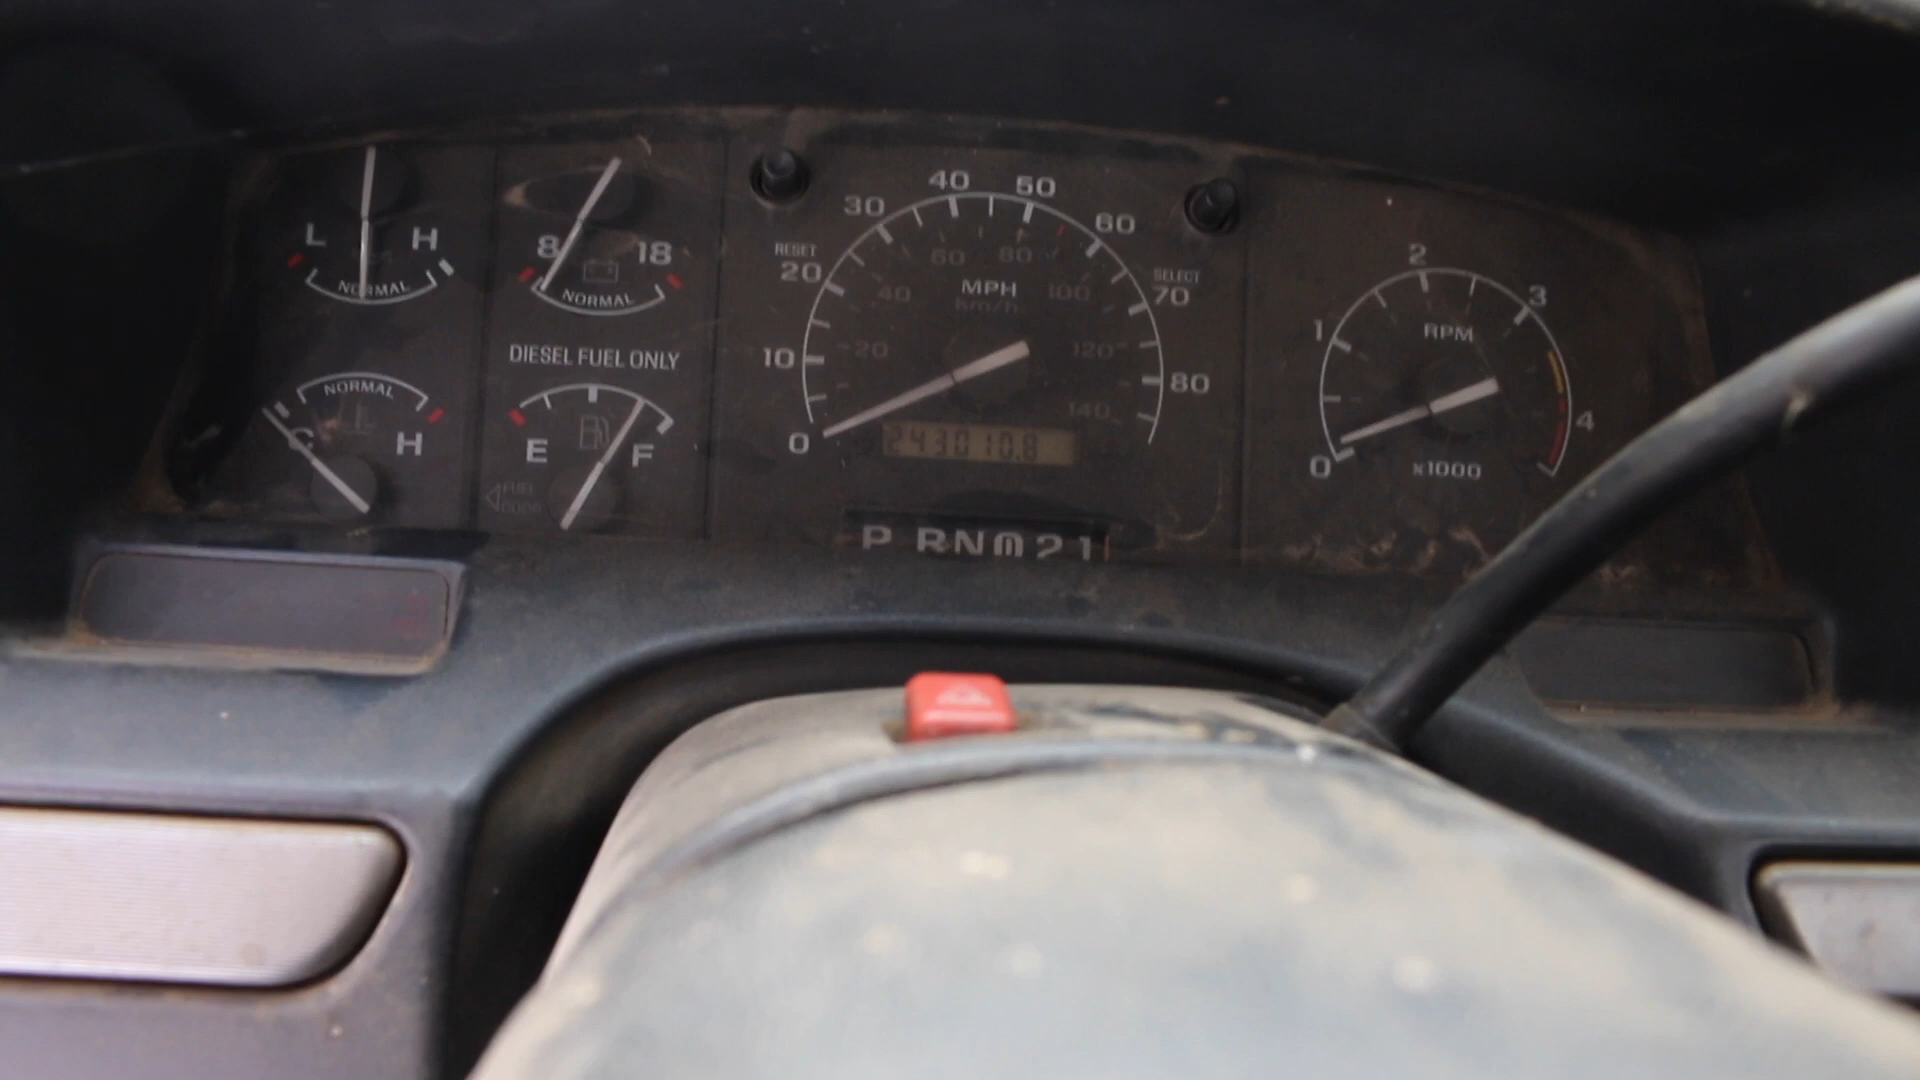 L H
NORMAL
8 18
NORMAL
DIESEL FUEL ONLY
NORMAL
C H
E F
FUEL
DOOR
RESET
SELECT
0 10 20 30 40 50 60 70 80
20 40 60 80 100 120 140
MPH
km/h
243010.8
P RN D 2 1
0 1 2 3 4
RPM
x1000